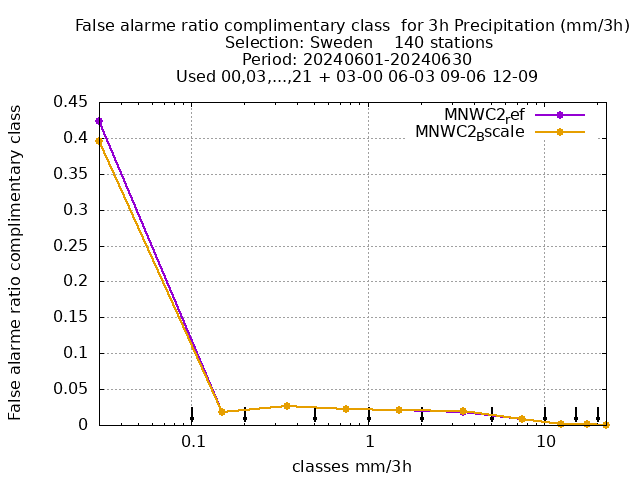 False alarme ratio complimentary class  for 3h Precipitation (mm/3h)
Selection: Sweden    140 stations
Period: 20240601-20240630
Used 00,03,...,21 + 03-00 06-03 09-06 12-09
MNWC2ref
MNWC2Bscale
False alarme ratio complimentary class
0.45
0.4
0.35
0.3
0.25
0.2
0.15
0.1
0.05
0
0.1
1
10
classes mm/3h